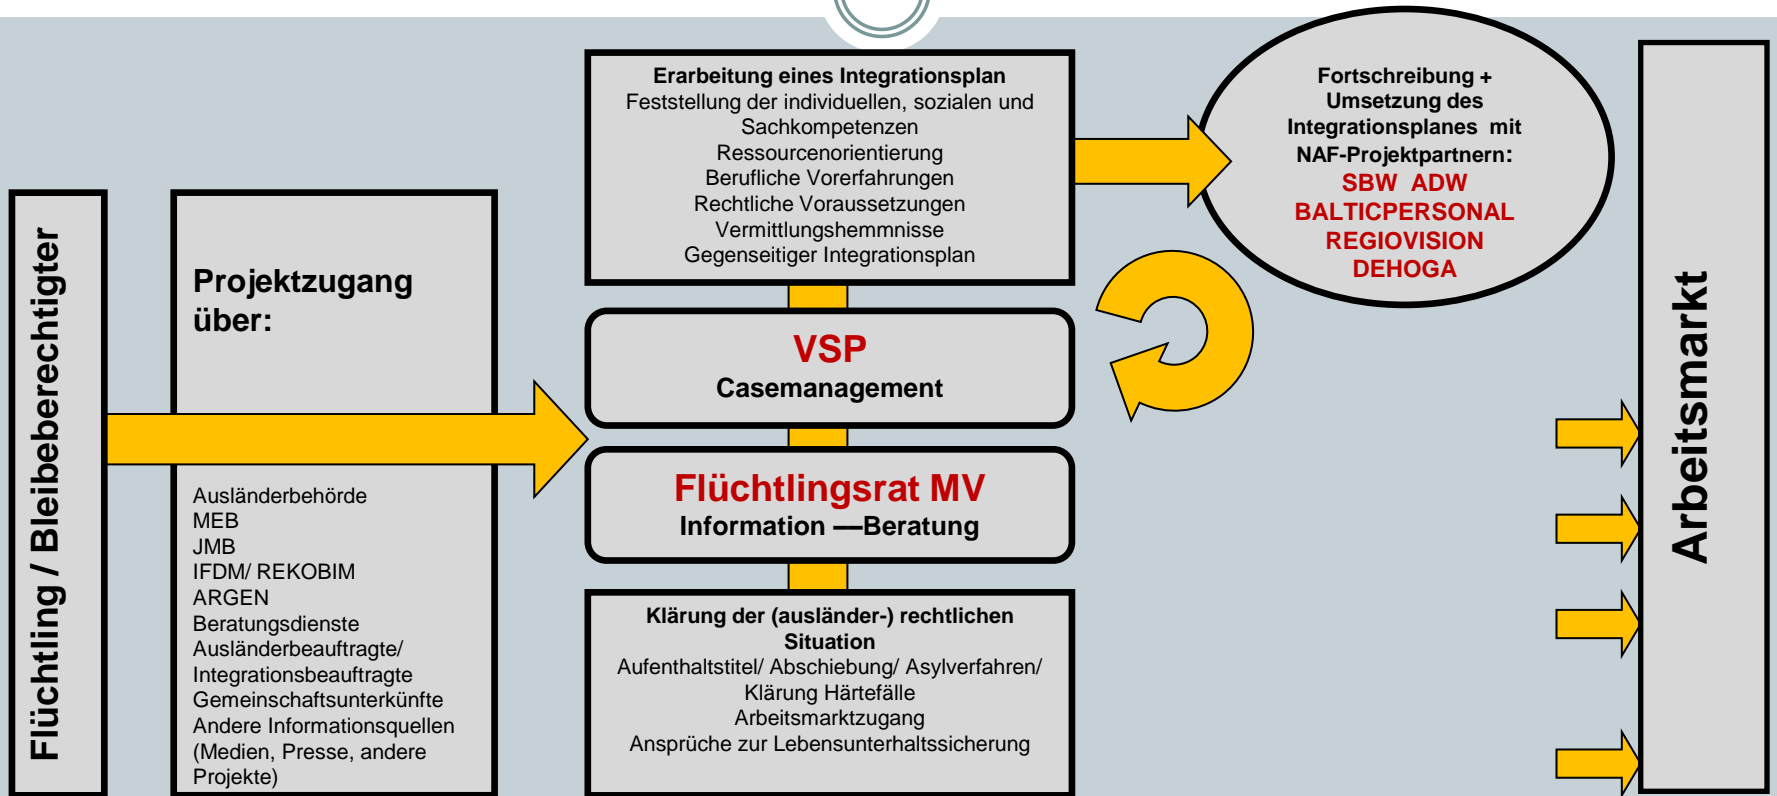 Flüchtling / Bleibeberechtigter
Projektzugang
über:
Ausländerbehörde
MEB
JMB
IFDM/ REKOBIM
ARGEN
Beratungsdienste
Ausländerbeauftragte/
Integrationsbeauftragte
Gemeinschaftsunterkünfte
Andere Informationsquellen
(Medien, Presse, andere
Projekte)
Erarbeitung eines Integrationsplan
Feststellung der individuellen, sozialen und
Sachkompetenzen
Ressourcenorientierung
Berufliche Vorerfahrungen
Rechtliche Voraussetzungen
Vermittlungshemmnisse
Gegenseitiger Integrationsplan
VSP
Casemanagement
Flüchtlingsrat MV
Information —Beratung
Klärung der (ausländer-) rechtlichen
Situation
Aufenthaltstitel/ Abschiebung/ Asylverfahren/
Klärung Härtefälle
Arbeitsmarktzugang
Ansprüche zur Lebensunterhaltssicherung
Fortschreibung +
Umsetzung des
Integrationsplanes mit
NAF-Projektpartnern:
SBW ADW
BALTICPERSONAL
REGIOVISION
DEHOGA
Arbeitsmarkt